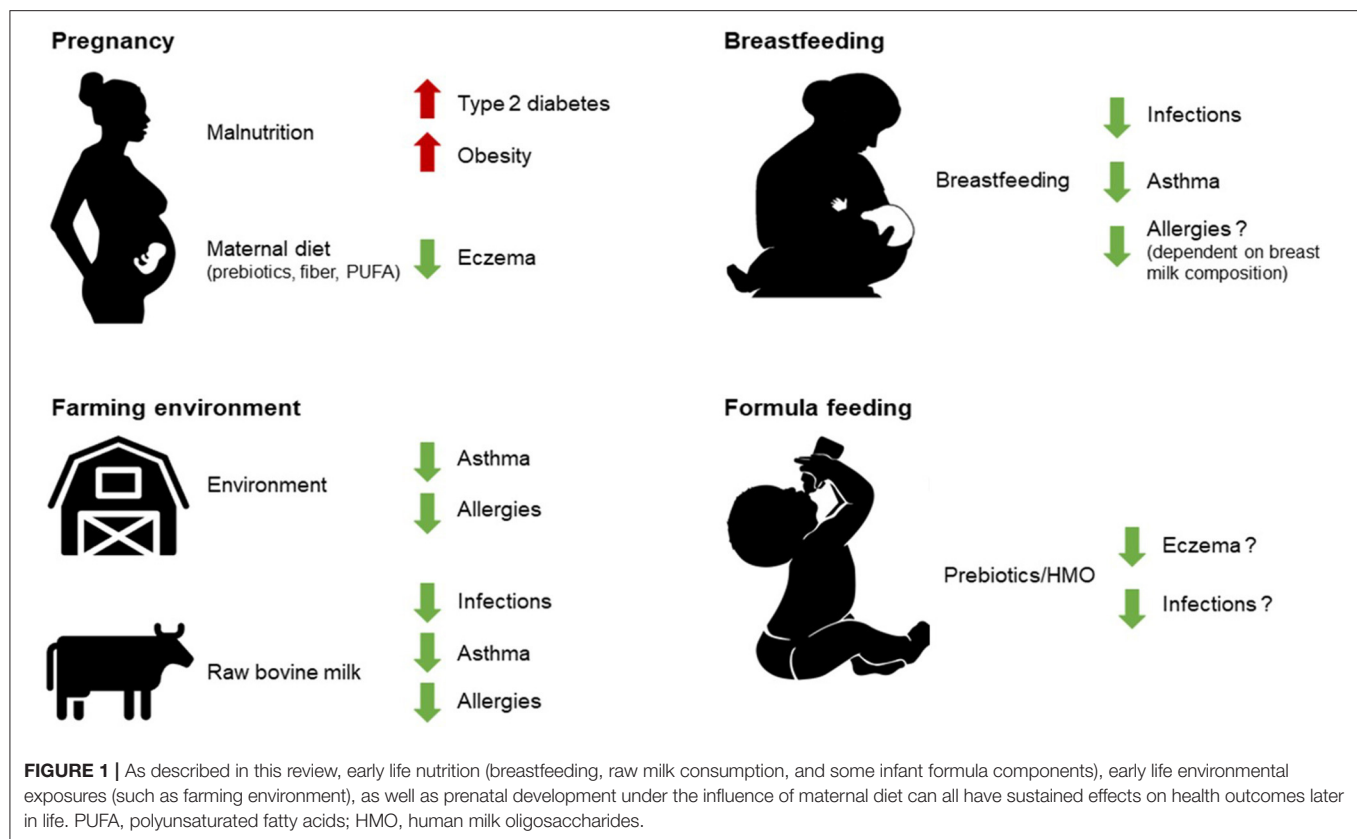 Pregnancy
Malnutrition
Type 2 diabetes
Obesity
Maternal diet
(prebiotics, fiber, PUFA)
Eczema
Breastfeeding
Breastfeeding
Infections
Asthma
Allergies ?
(dependent on breast
milk composition)
Farming environment
Environment
Asthma
Allergies
Raw bovine milk
Infections
Asthma
Allergies
Formula feeding
Prebiotics/HMO
Eczema ?
Infections ?
FIGURE 1 | As described in this review, early life nutrition (breastfeeding, raw milk consumption, and some infant formula components), early life environmental
exposures (such as farming environment), as well as prenatal development under the influence of maternal diet can all have sustained effects on health outcomes later
in life. PUFA, polyunsaturated fatty acids; HMO, human milk oligosaccharides.